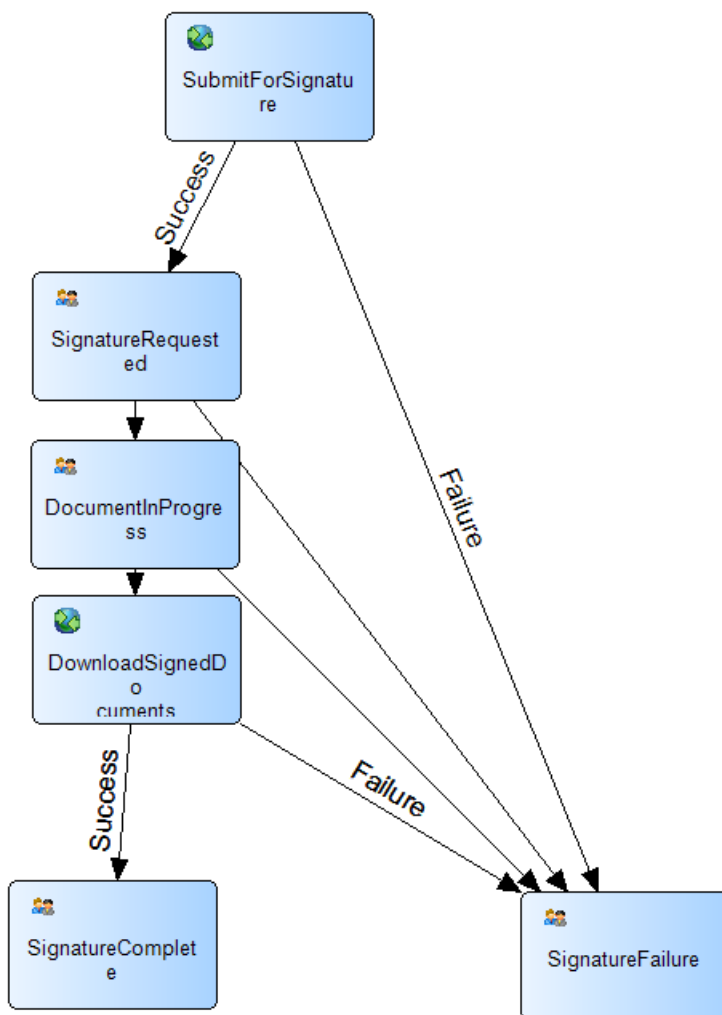 SubmitForSignatu
re
Success
SignatureRequest
ed
DocumentInProgre
ss
Failure
DownloadSignedD
o
cuments
Failure
Success
SignatureComplet
e
SignatureFailure